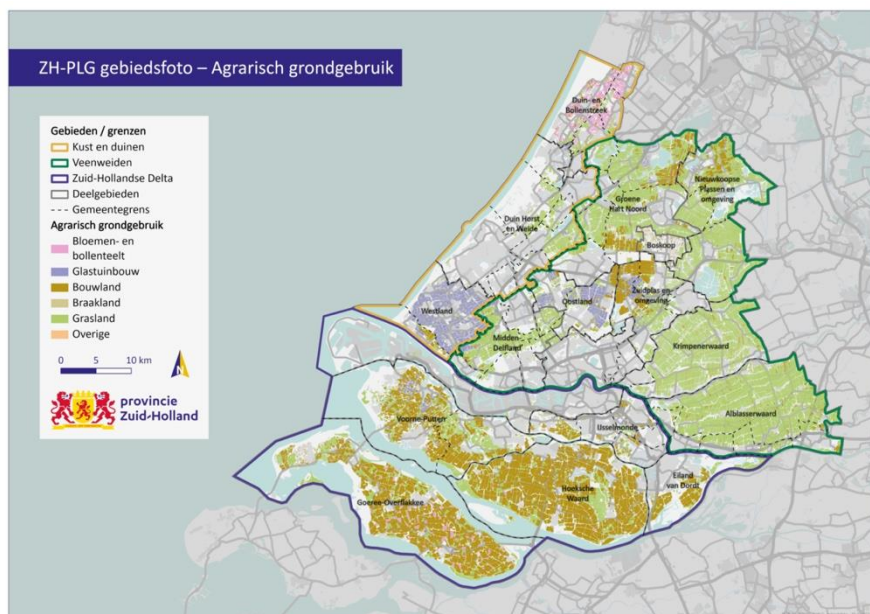 ZH-PLG gebiedsfoto – Agrarisch grondgebruik
Gebieden / grenzen
Kust en duinen
Veenweiden
Zuid-Hollandse Delta
Deelgebieden
Gemeentegrens
Agrarisch grondgebruik
Bloemen- en
bollenteelt
Glastuinbouw
Bouwland
Braakland
Grasland
Overige
0 5 10 km
N
provincie
Zuid-Holland
Duin- en
Bollenstreek
Nieuwkoopse
Plassen en
omgeving
Groene
Hart Noord
Duin Horst
en Weide
Boskoop
Westland
Oostland
Zuidplas en
omgeving
Midden-
Delfland
Krimpenerwaard
Alblasserwaard
Voorne-Putten
IJsselmonde
Eiland
van Dordt
Hoeksche
Waard
Goeree-Overflakkee